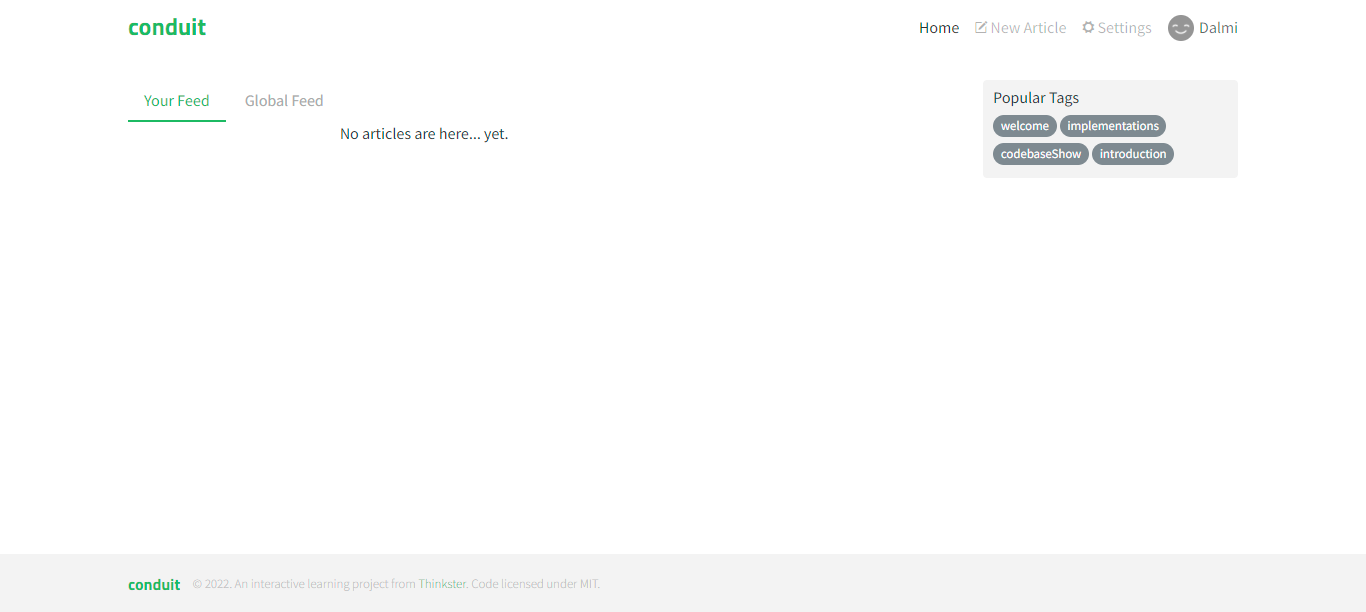 conduit
Home New Article Settings Dalmi
Your Feed Global Feed
No articles are here... yet.
Popular Tags
welcome implementations
codebaseShow introduction
conduit © 2022. An interactive learning project from Thinkster. Code licensed under MIT.